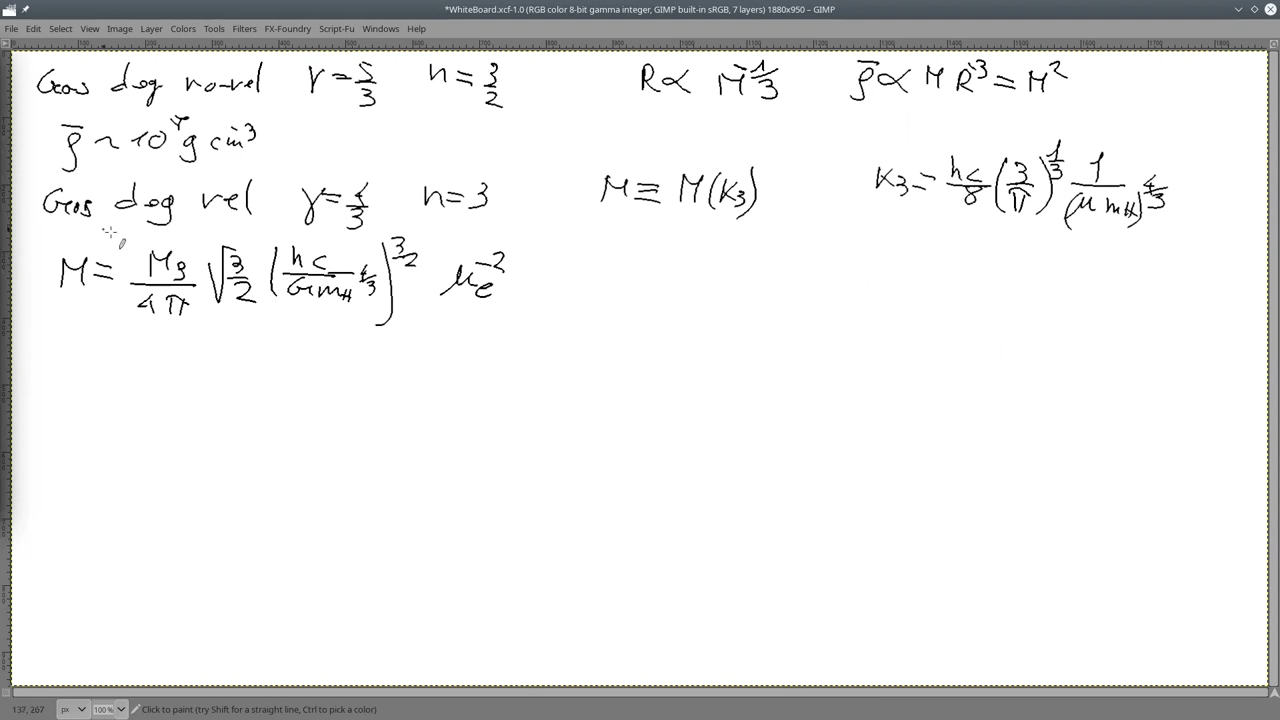 *WhiteBoard.xcf-1.0 (RGB color 8-bit gamma integer, GIMP built-in sRGB, 7 layers) 1880x950 – GIMP
File Edit Select View Image Layer Colors Tools Filters FX-Foundry Script-Fu Windows Help
Gas deg no-rel γ=5/3 n=3/2 R∝ M^-1/3 ρ̄∝ M R^-3 = M^2
ρ̄ ~ 10^7 g cm^-3
Gas deg rel γ=4/3 n=3 M ≡ M(K3) K3= hc/8 (3/π)^1/3 1/(μ mH)^4/3
M= M3/4π √3/2 (hc/G mH^4/3)^3/2 μe^-2
137, 267 px 100% Click to paint (try Shift for a straight line, Ctrl to pick a color)